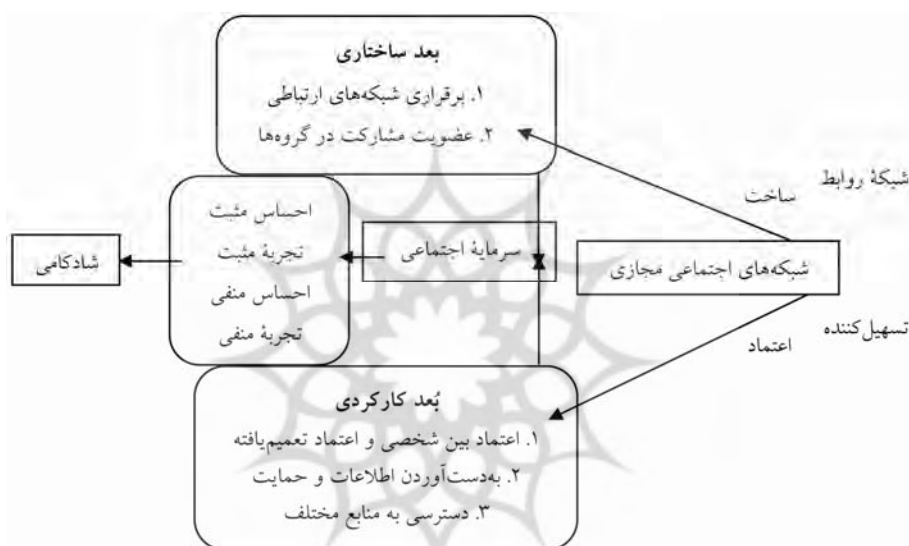 بعد ساختاری
۱. برقراری شبکه‌های ارتباطی
۲. عضویت مشارکت در گروه‌ها
شبکهٔ روابط
ساخت
شبکه‌های اجتماعی مجازی
سرمایهٔ اجتماعی
احساس مثبت
تجربهٔ مثبت
احساس منفی
تجربهٔ منفی
شادکامی
تسهیل‌کننده
اعتماد
بُعد کارکردی
۱. اعتماد بین شخصی و اعتماد تعمیم‌یافته
۲. به‌دست‌آوردن اطلاعات و حمایت
۳. دسترسی به منابع مختلف